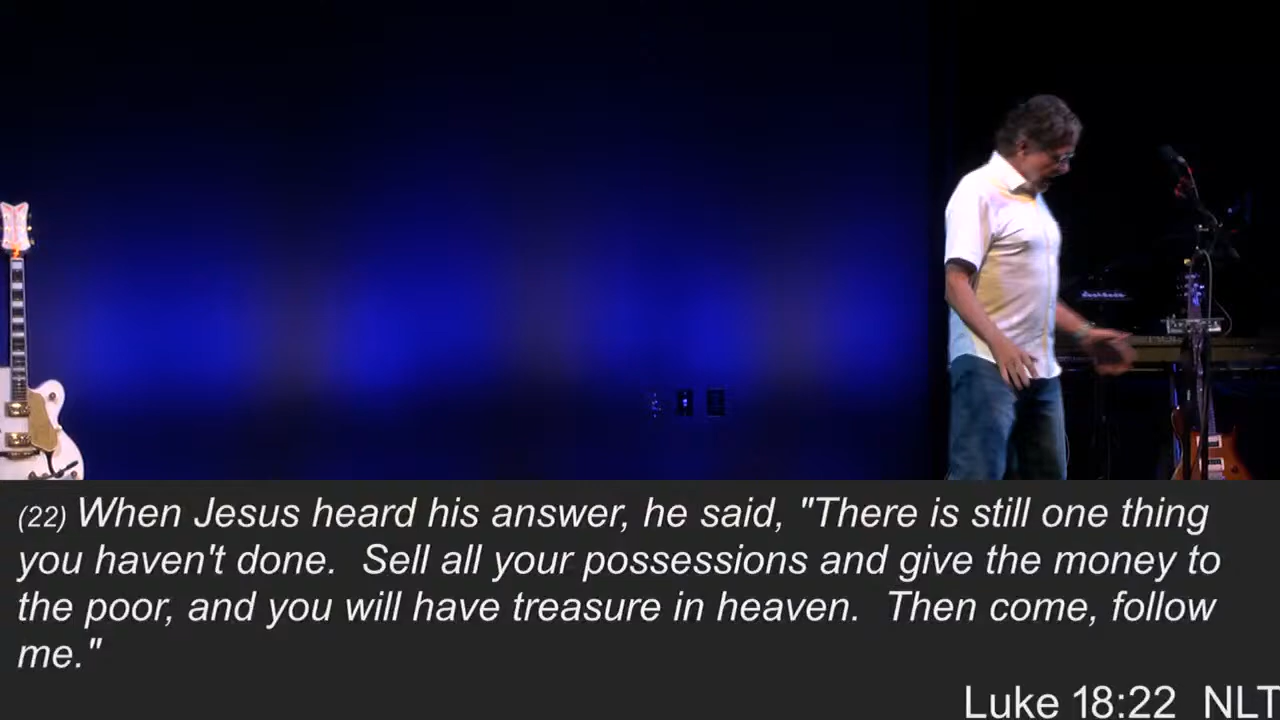 (22) When Jesus heard his answer, he said, "There is still one thing
you haven't done.  Sell all your possessions and give the money to
the poor, and you will have treasure in heaven.  Then come, follow
me."
Luke 18:22  NLT